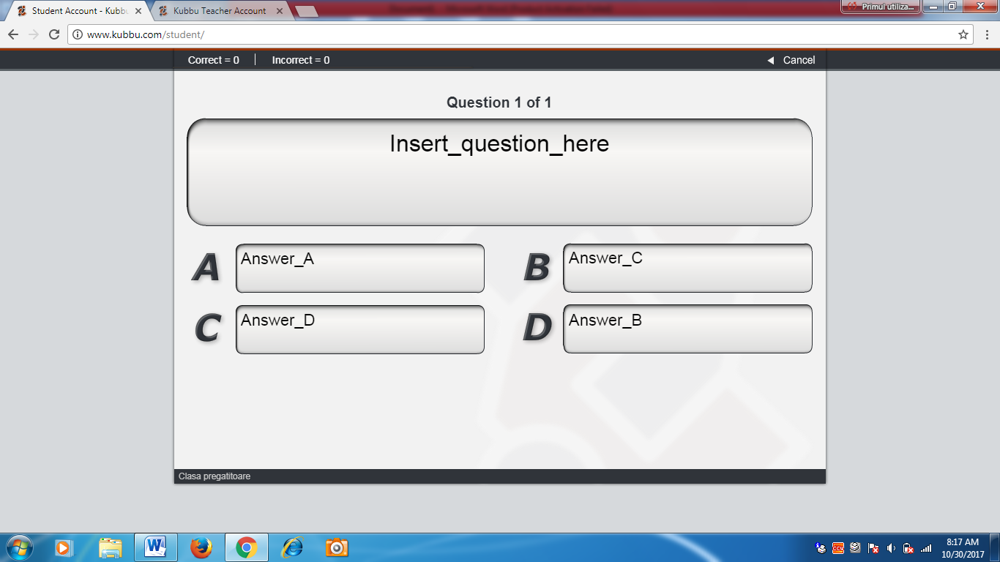 Student Account - Kubbu
Kubbu Teacher Account
Primul utiliza...
www.kubbu.com/student/
Correct = 0 Incorrect = 0 Cancel
Question 1 of 1
Insert_question_here
A Answer_A B Answer_C
C Answer_D D Answer_B
Clasa pregatitoare
8:17 AM
10/30/2017